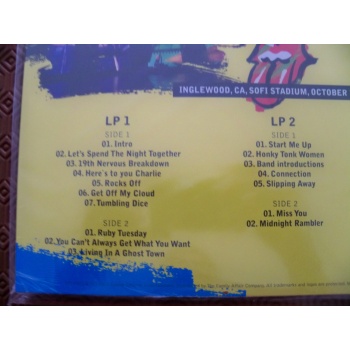 INGLEWOOD, CA, SOFI STADIUM, OCTOBER
LP 1
SIDE 1
01. Intro
02. Let's Spend The Night Together
03. 19th Nervous Breakdown
04. Here's to you Charlie
05. Rocks Off
06. Get Off My Cloud
07. Tumbling Dice
SIDE 2
01. Ruby Tuesday
02. You Can't Always Get What You Want
03. Living In A Ghost Town
LP 2
SIDE 1
01. Start Me Up
02. Honky Tonk Women
03. Band introductions
04. Connection
05. Slipping Away
SIDE 2
01. Miss You
02. Midnight Rambler